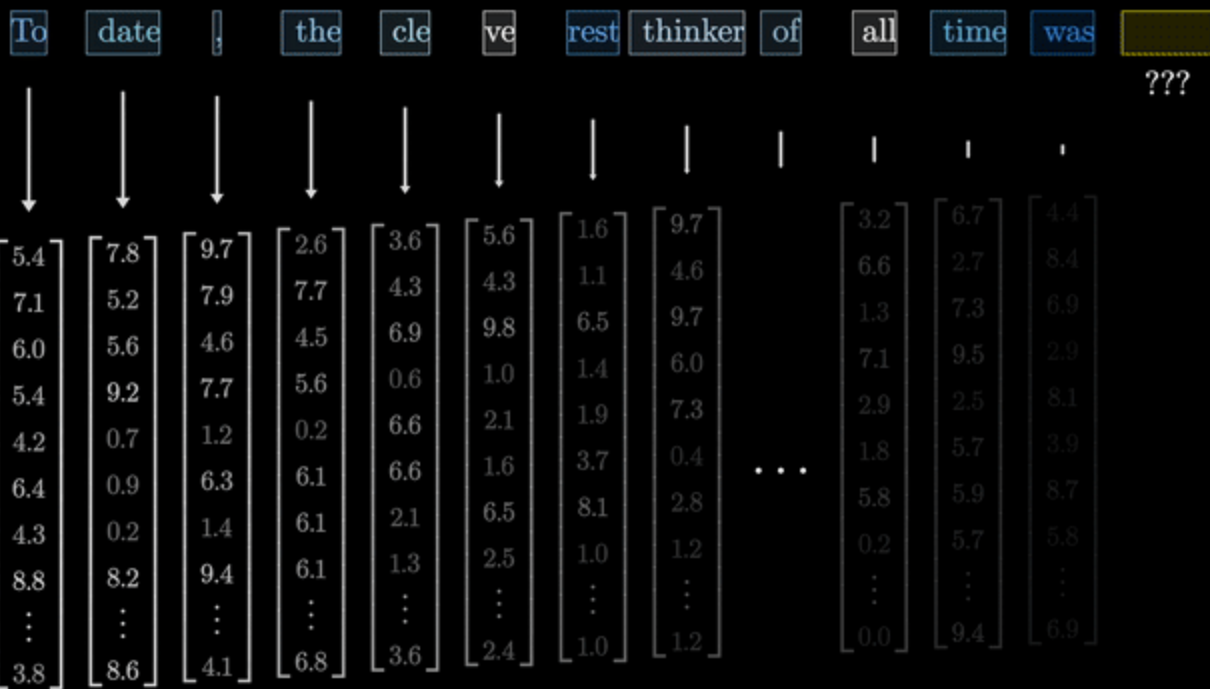 To date, the cleverest thinker of all time was
???
5.4 7.8 9.7 2.6 3.6 5.6 1.6 9.7 3.2 6.7 4.4
7.1 5.2 7.9 7.7 4.3 4.3 1.1 4.6 6.6 2.7 8.4
6.0 5.6 4.6 4.5 6.9 9.8 6.5 9.7 1.3 7.3 6.9
5.4 9.2 7.7 5.6 0.6 1.0 1.4 6.0 7.1 9.5 2.9
4.2 0.7 1.2 0.2 6.6 2.1 1.9 7.3 2.9 2.5 8.1
6.4 0.9 6.3 6.1 6.6 1.6 3.7 0.4 ... 1.8 5.7 3.9
4.3 0.2 1.4 6.1 2.1 6.5 8.1 2.8 5.8 5.9 8.7
8.8 8.2 9.4 6.1 1.3 2.5 1.0 1.2 0.2 5.7 5.8
⋮ ⋮ ⋮ ⋮ ⋮ ⋮ ⋮ ⋮ ⋮ ⋮ ⋮
3.8 8.6 4.1 6.8 3.6 2.4 1.0 1.2 0.0 9.4 6.9